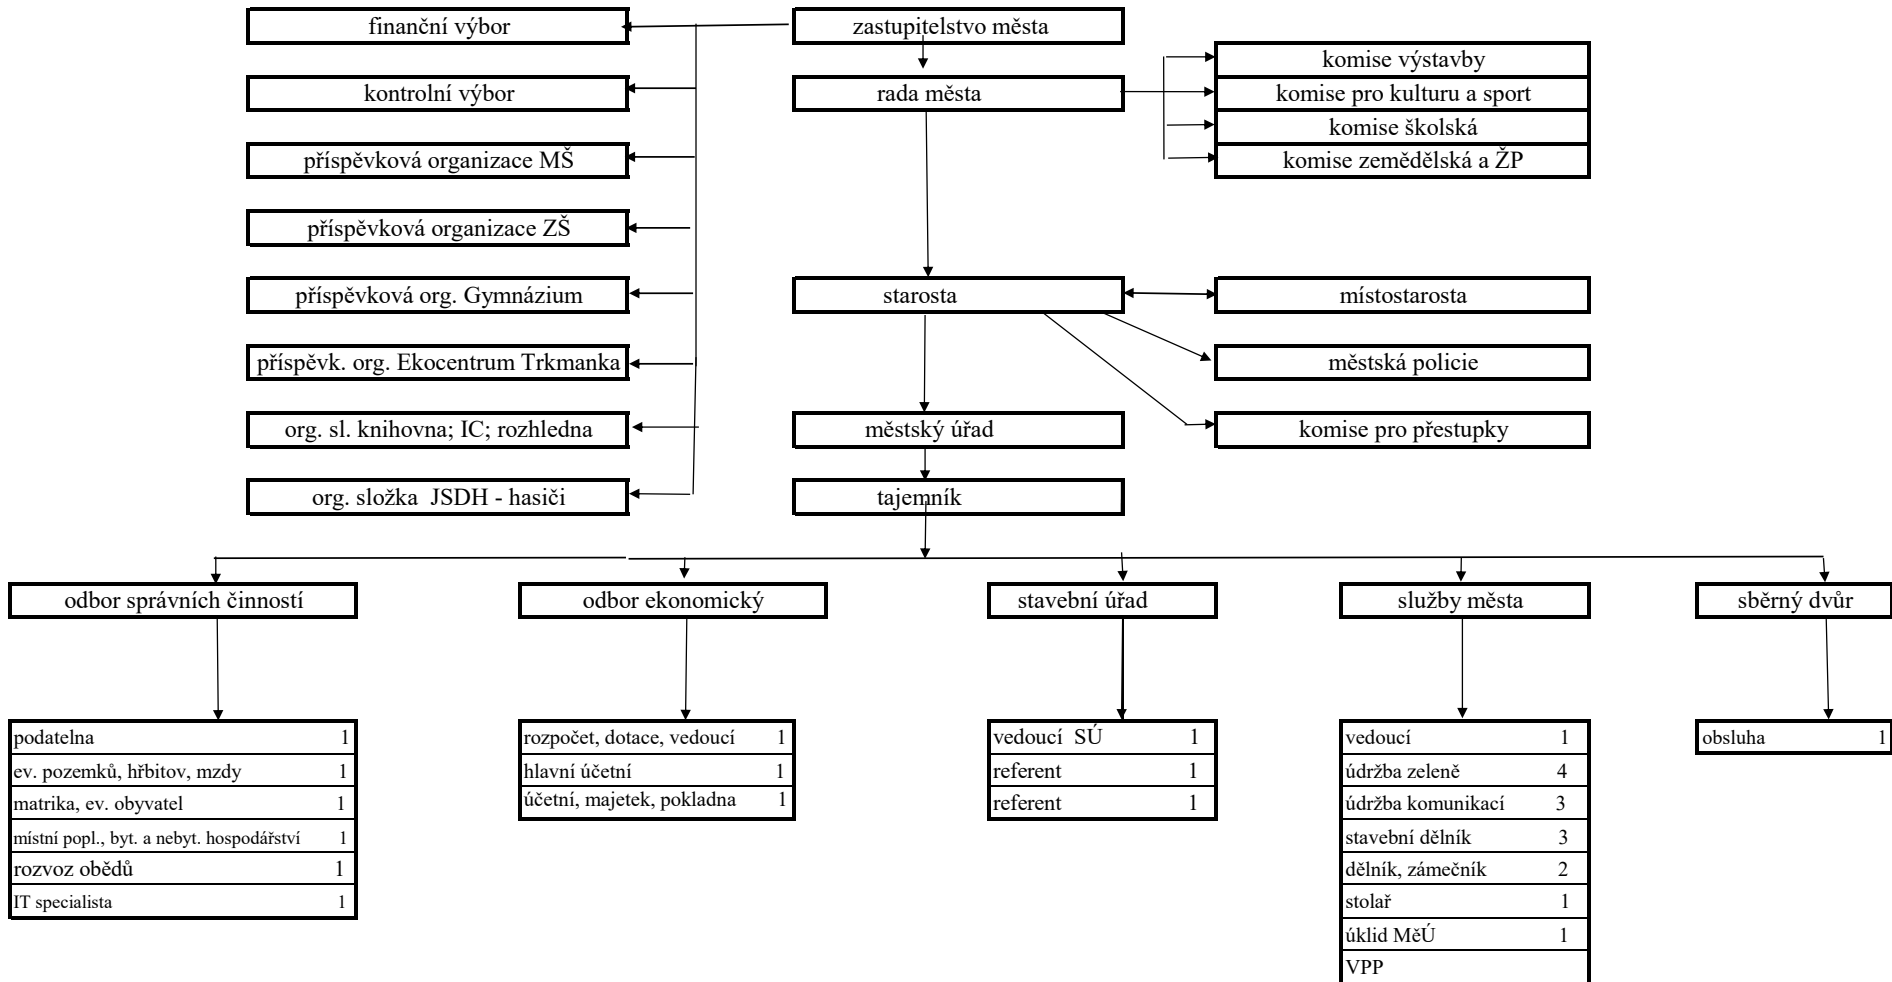 finanční výbor
zastupitelstvo města
komise výstavby
kontrolní výbor
rada města
komise pro kulturu a sport
komise školská
příspěvková organizace MŠ
komise zemědělská a ŽP
příspěvková organizace ZŠ
příspěvková org. Gymnázium
starosta
místostarosta
příspěvk. org. Ekocentrum Trkmanka
městská policie
org. sl. knihovna; IC; rozhledna
městský úřad
komise pro přestupky
org. složka JSDH - hasiči
tajemník
odbor správních činností
odbor ekonomický
stavební úřad
služby města
sběrný dvůr
podatelna 1
ev. pozemků, hřbitov, mzdy 1
matrika, ev. obyvatel 1
místní popl., byt. a nebyt. hospodářství 1
rozvoz obědů 1
IT specialista 1
rozpočet, dotace, vedoucí 1
hlavní účetní 1
účetní, majetek, pokladna 1
vedoucí SÚ 1
referent 1
referent 1
vedoucí 1
údržba zeleně 4
údržba komunikací 3
stavební dělník 3
dělník, zámečník 2
stolař 1
úklid MěÚ 1
VPP
obsluha 1